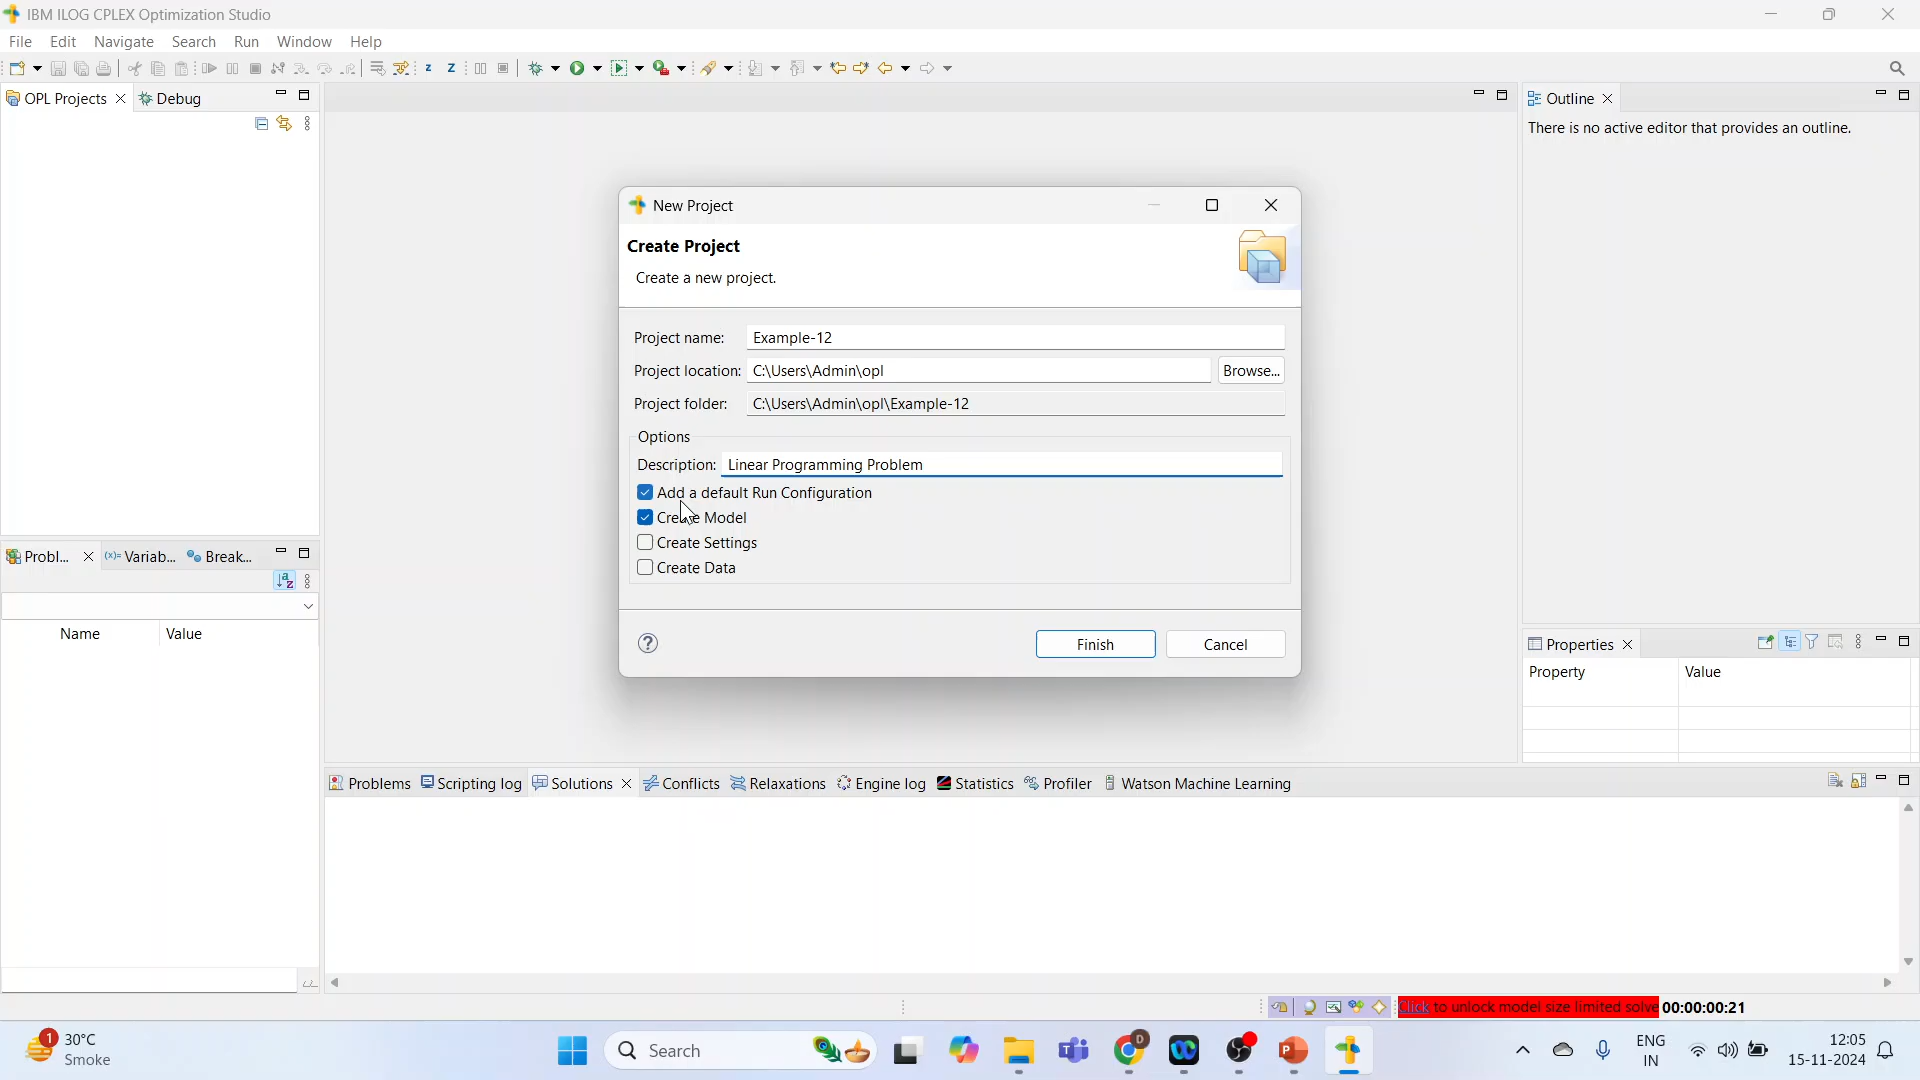 IBM ILOG CPLEX Optimization Studio
File Edit Navigate Search Run Window Help
OPL Projects
Debug
Outline
There is no active editor that provides an outline.
New Project
Create Project
Create a new project.
Project name: Example-12
Project location: C:\Users\Admin\opl Browse...
Project folder: C:\Users\Admin\opl\Example-12
Options
Description: Linear Programming Problem
Add a default Run Configuration
Create Model
Create Settings
Create Data
Finish Cancel
Probl... (x)= Variab... Break...
Name Value
Properties
Property Value
Problems Scripting log Solutions Conflicts Relaxations Engine log Statistics Profiler Watson Machine Learning
Click to unlock model size limited solve 00:00:00:21
1 30°C
Smoke
Search
D
ENG
IN
12:05
15-11-2024